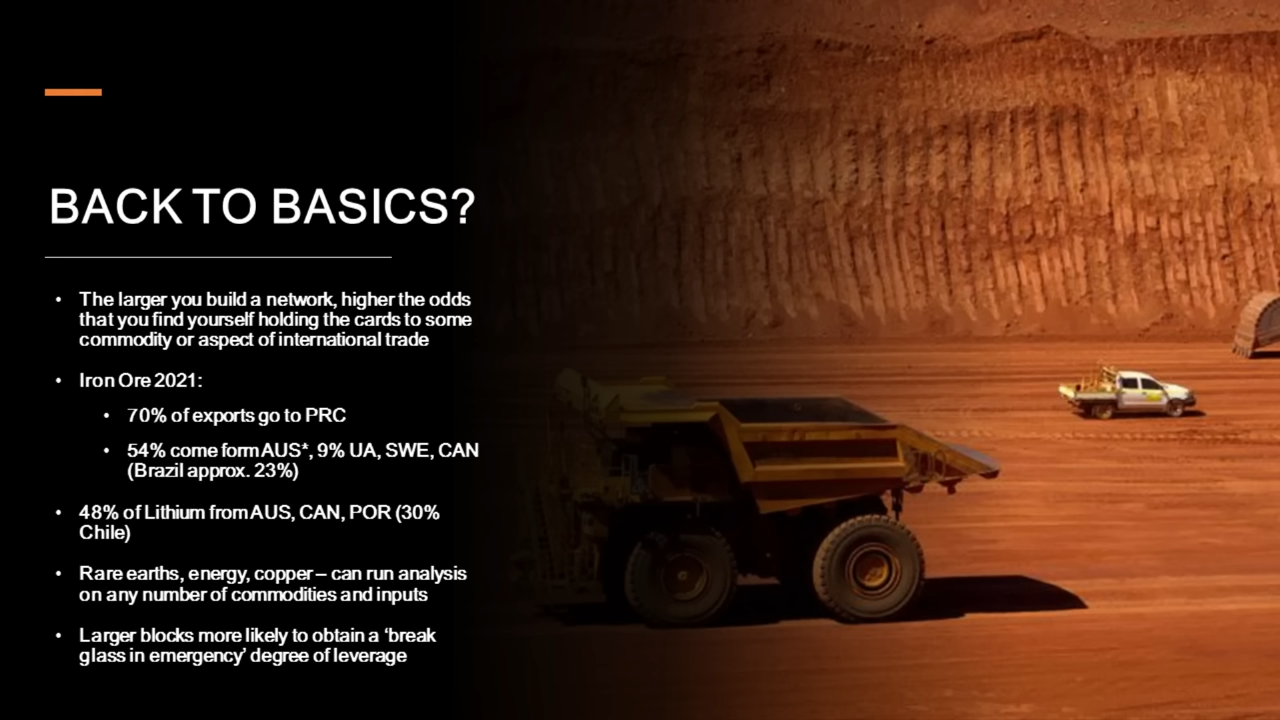 BACK TO BASICS?
• The larger you build a network, higher the odds
that you find yourself holding the cards to some
commodity or aspect of international trade
• Iron Ore 2021:
• 70% of exports go to PRC
• 54% come form AUS*, 9% UA, SWE, CAN
(Brazil approx. 23%)
• 48% of Lithium from AUS, CAN, POR (30%
Chile)
• Rare earths, energy, copper – can run analysis
on any number of commodities and inputs
• Larger blocks more likely to obtain a ‘break
glass in emergency’ degree of leverage